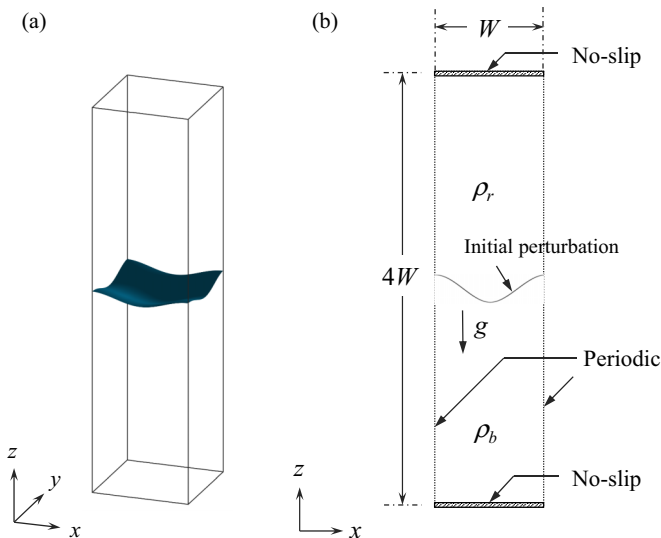 (a)
z
y
x
(b)
W
No-slip
ρr
Initial perturbation
4W
g
Periodic
ρb
No-slip
z
x